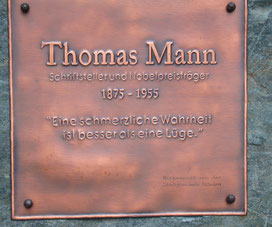 Thomas Mann
Schriftsteller und Nobelpreisträger
1875 - 1955
"Eine schmerzliche Wahrheit
ist besser als eine Lüge."